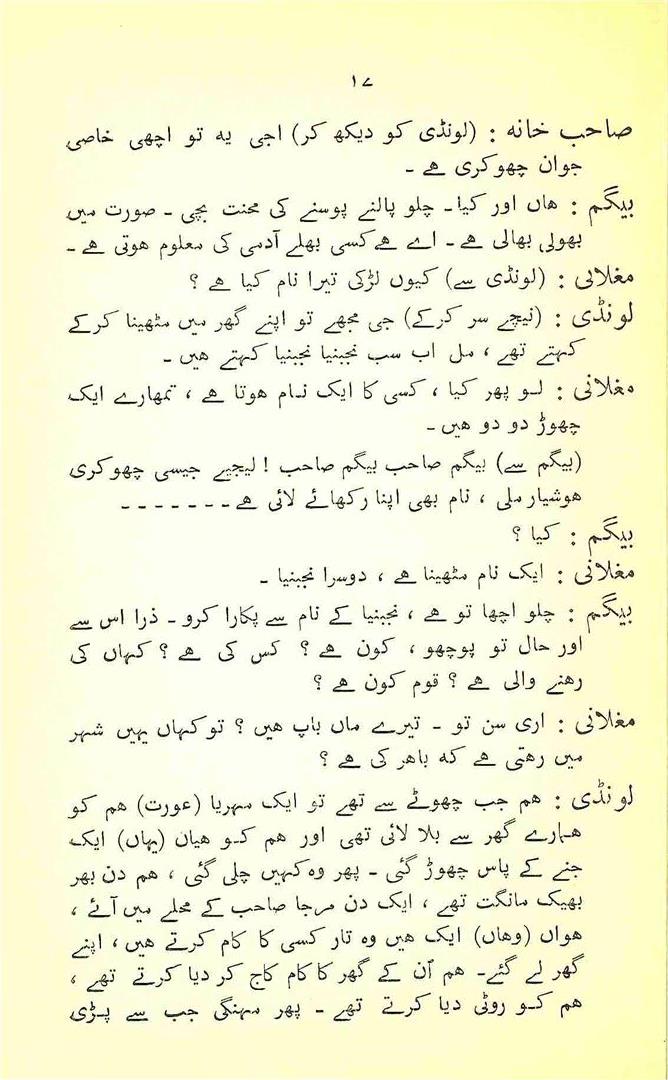 ۱۷
صاحب خانه : (لونڈی کو دیکھ کر) اجی یہ تو اچھی خاصی
جوان چھوکری ہے ۔
بیگم : ہاں اور کیا۔ چلو پالنے پوسنے کی محنت بچی ۔ صورت میں
بھولی بھالی ہے ۔ اے ہے کسی بھلے آدمی کی معلوم ہوتی ہے ۔
مغلانی : (لونڈی سے) کیوں لڑکی تیرا نام کیا ہے ؟
لونڈی : (نیچے سر کرکے) جی مجھے تو اپنے گھر میں مٹھینا کرکے
کہتے تھے ، مل اب سب نجبنیا نجبنیا کہتے ہیں ۔
مغلانی : لو پھر کیا ، کسی کا ایک نام ہوتا ہے ، تمھارے ایک
چھوڑ دو دو ہیں ۔
(بیگم سے) بیگم صاحب بیگم صاحب ! لیجیے جیسی چھوکری
ہوشیار ملی ، نام بھی اپنا رکھائے لائی ہے ۔ ۔ ۔ ۔ ۔ ۔ ۔
بیگم : کیا ؟
مغلانی : ایک نام مٹھینا ہے ، دوسرا نجبنیا ۔
بیگم : چلو اچھا تو ہے ، نجبنیا کے نام سے پکارا کرو ۔ ذرا اس سے
اور حال تو پوچھو ، کون ہے ؟ کس کی ہے ؟ کہاں کی
رہنے والی ہے ؟ قوم کون ہے ؟
مغلانی : اری سن تو ۔ تیرے ماں باپ ہیں ؟ تو کہاں یہیں شہر
میں رہتی ہے کہ باہر کی ہے ؟
لونڈی : ہم جب چھوٹے سے تھے تو ایک مہریا (عورت) ہم کو
ہمارے گھر سے بلا لائی تھی اور ہم کو ہیاں (یہاں) ایک
جنے کے پاس چھوڑ گئی ۔ پھر وہ کہیں چلی گئی ، ہم دن بھر
بھیک مانگت تھے ، ایک دن مرجا صاحب کے محلے میں آئے ،
ہواں (وہاں) ایک ہیں وہ تار کسی کا کام کرتے ہیں ، اپنے
گھر لے گئے۔ ہم اُن کے گھر کا کام کاج کر دیا کرتے تھے ،
ہم کو روٹی دیا کرتے تھے ۔ پھر مہنگی جب سے پڑی